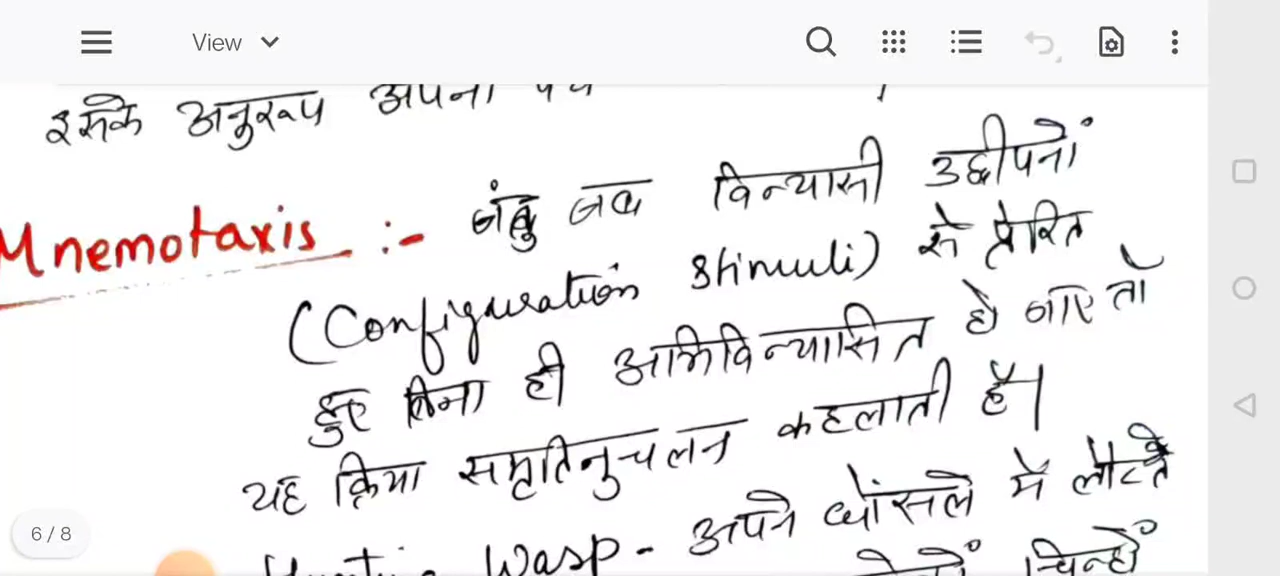 View
इसके अनुरूप अपना
Mnemotaxis :- जंतु जब विन्यासी उद्दीपनों
(Configuration Stimuli) से प्रेरित
हुए बिना ही अभिविन्यासित हो जाए तो
यह क्रिया समृतिनुचलन कहलाती है।
Wasp - अपने घोंसले में लौटते
चिन्हों
6 / 8